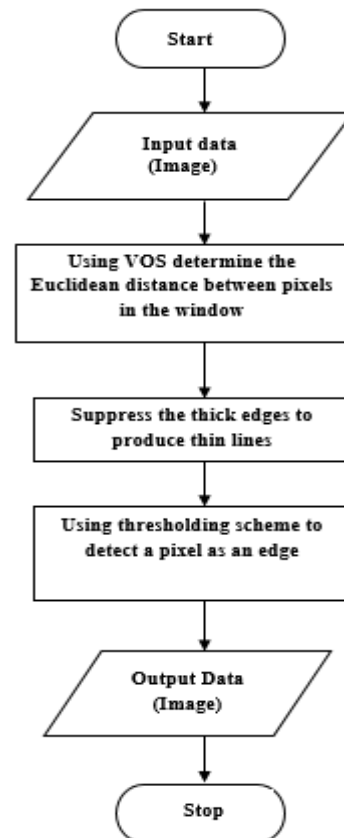 Start
Input data
(Image)
Using VOS determine the
Euclidean distance between pixels
in the window
Suppress the thick edges to
produce thin lines
Using thresholding scheme to
detect a pixel as an edge
Output Data
(Image)
Stop